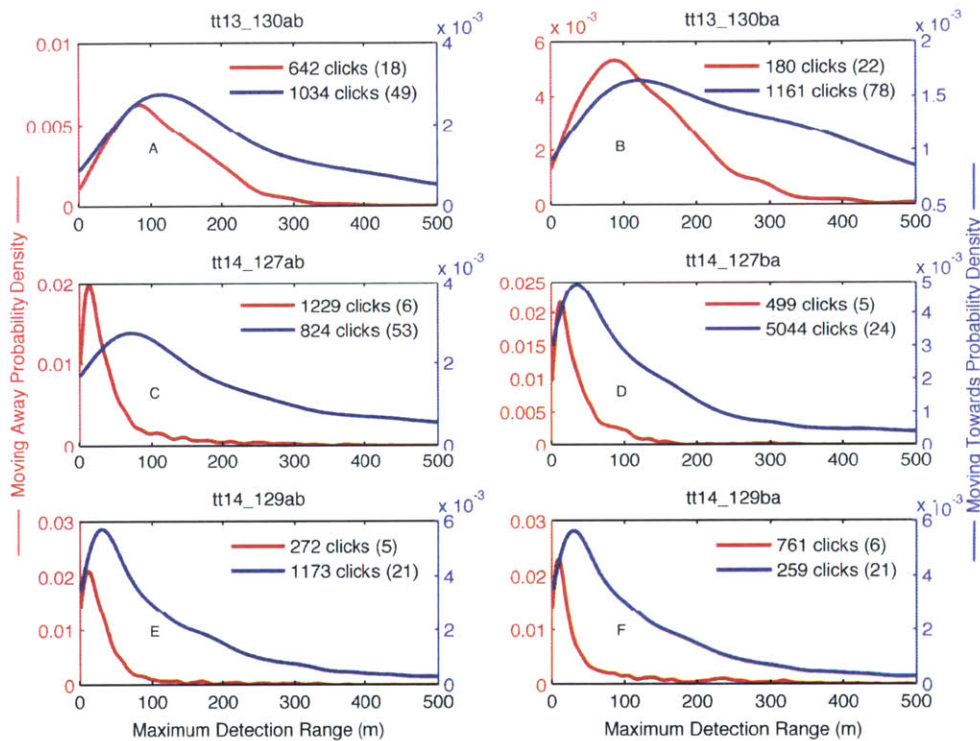 tt13_130ab
x 10⁻³
0.01
0.005
0
4
2
0
642 clicks (18)
1034 clicks (49)
A
0 100 200 300 400 500
tt13_130ba
x 10⁻³
x 10⁻³
6
4
2
0
2
1.5
1
0.5
180 clicks (22)
1161 clicks (78)
B
0 100 200 300 400 500
tt14_127ab
x 10⁻³
0.02
0.01
0
4
2
0
1229 clicks (6)
824 clicks (53)
C
0 100 200 300 400 500
tt14_127ba
x 10⁻³
0.025
0.02
0.015
0.01
0.005
0
5
4
3
2
1
0
499 clicks (5)
5044 clicks (24)
D
0 100 200 300 400 500
tt14_129ab
x 10⁻³
0.03
0.02
0.01
0
6
4
2
0
272 clicks (5)
1173 clicks (21)
E
0 100 200 300 400 500
Maximum Detection Range (m)
tt14_129ba
x 10⁻³
0.03
0.02
0.01
0
6
4
2
0
761 clicks (6)
259 clicks (21)
F
0 100 200 300 400 500
Maximum Detection Range (m)
Moving Away Probability Density
Moving Towards Probability Density